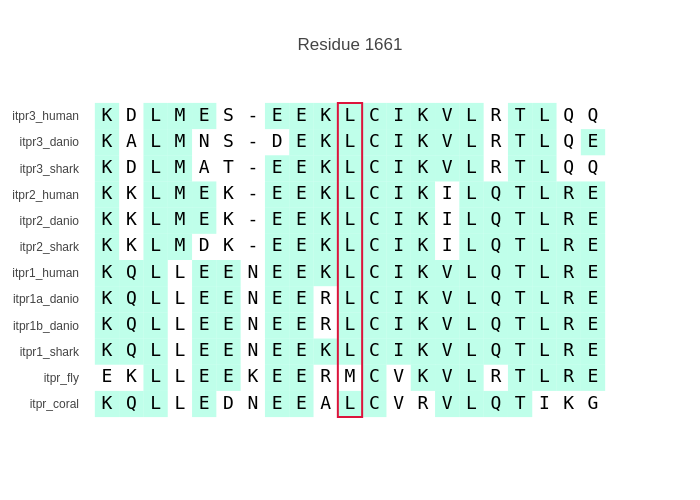 Residue 1661
itpr3_human K D L M E S - E E K L C I K V L R T L Q Q
itpr3_danio K A L M N S - D E K L C I K V L R T L Q E
itpr3_shark K D L M A T - E E K L C I K V L R T L Q Q
itpr2_human K K L M E K - E E K L C I K I L Q T L R E
itpr2_danio K K L M E K - E E K L C I K I L Q T L R E
itpr2_shark K K L M D K - E E K L C I K I L Q T L R E
itpr1_human K Q L L E E N E E K L C I K V L Q T L R E
itpr1a_danio K Q L L E E N E E R L C I K V L Q T L R E
itpr1b_danio K Q L L E E N E E R L C I K V L Q T L R E
itpr1_shark K Q L L E E N E E K L C I K V L Q T L R E
itpr_fly E K L L E E K E E R M C V K V L R T L R E
itpr_coral K Q L L E D N E E A L C V R V L Q T I K G